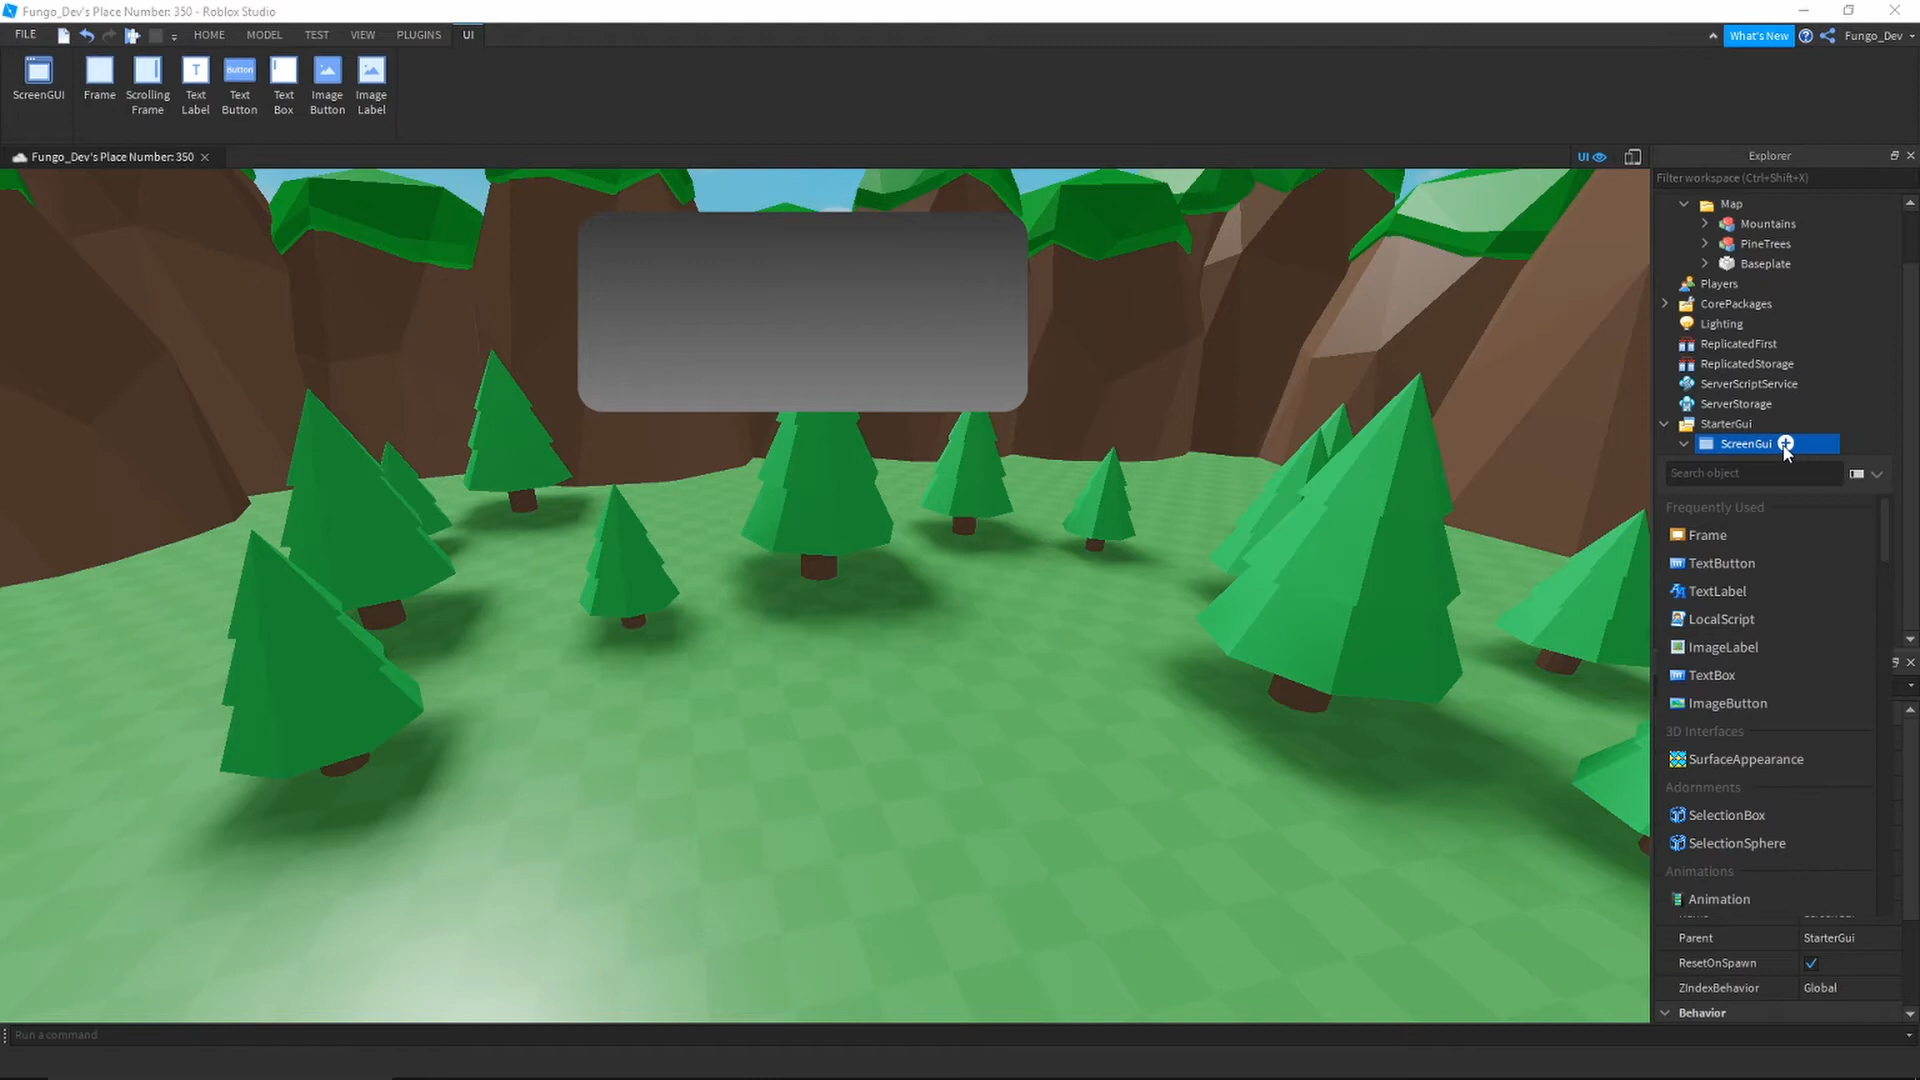 Fungo_Dev's Place Number: 350 - Roblox Studio
FILE HOME MODEL TEST VIEW PLUGINS UI What's New Fungo_Dev
ScreenGUI Frame Scrolling Frame Text Label Text Button Button Text Box Image Button Image Label
Fungo_Dev's Place Number: 350
UI
Explorer
Filter workspace (Ctrl+Shift+X)
Map
Mountains
PineTrees
Baseplate
Players
CorePackages
Lighting
ReplicatedFirst
ReplicatedStorage
ServerScriptService
ServerStorage
StarterGui
ScreenGui
Search object
Frequently Used
Frame
TextButton
TextLabel
LocalScript
ImageLabel
TextBox
ImageButton
3D Interfaces
SurfaceAppearance
Adornments
SelectionBox
SelectionSphere
Animations
Animation
Parent StarterGui
ResetOnSpawn
ZIndexBehavior Global
Behavior
Run a command